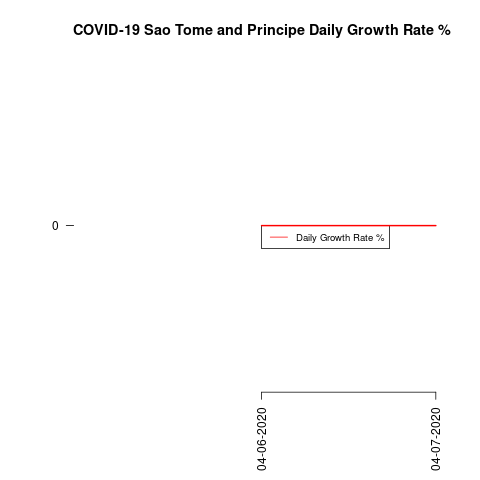 COVID-19 Sao Tome and Principe Daily Growth Rate %
0
Daily Growth Rate %
04-06-2020
04-07-2020